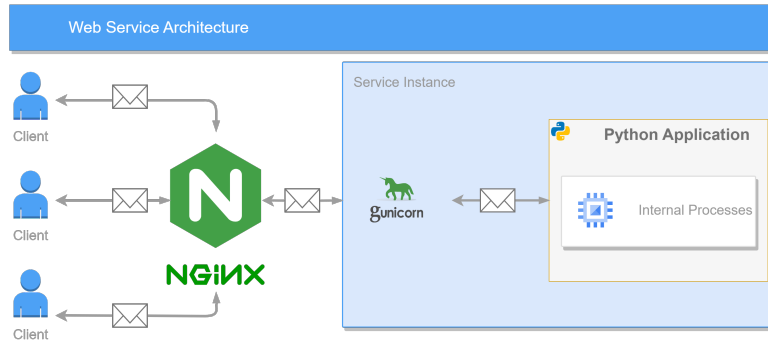 Web Service Architecture
Service Instance
Client
Client
Client
N
NGiNX
gunicorn
Python Application
Internal Processes